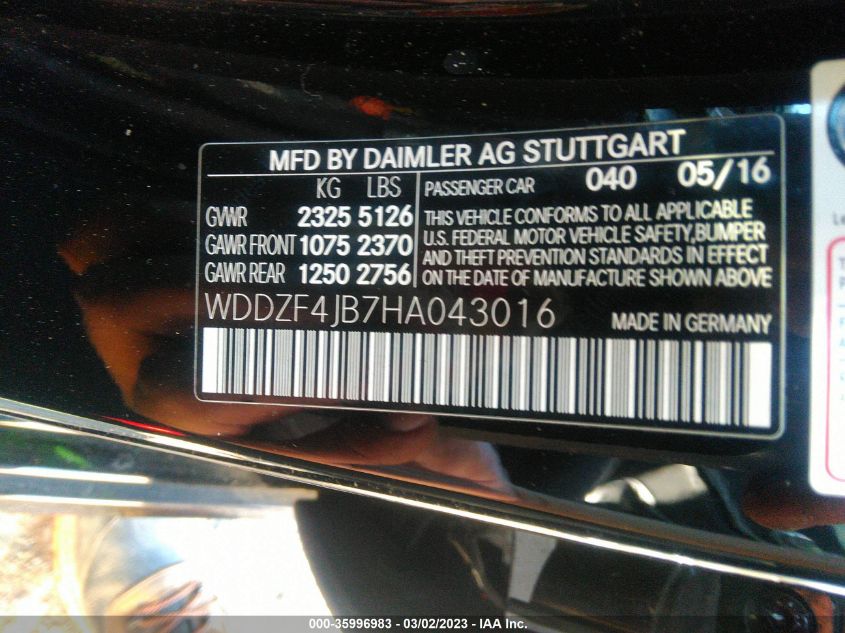 MFD BY DAIMLER AG STUTTGART
KG LBS
GVWR 2325 5126
GAWR FRONT 1075 2370
GAWR REAR 1250 2756
PASSENGER CAR 040 05/16
THIS VEHICLE CONFORMS TO ALL APPLICABLE
U.S. FEDERAL MOTOR VEHICLE SAFETY, BUMPER
AND THEFT PREVENTION STANDARDS IN EFFECT
ON THE DATE OF MANUFACTURE SHOWN ABOVE
WDDZF4JB7HA043016 MADE IN GERMANY
000-35996983 / 03/02/2023 - IAA Inc.